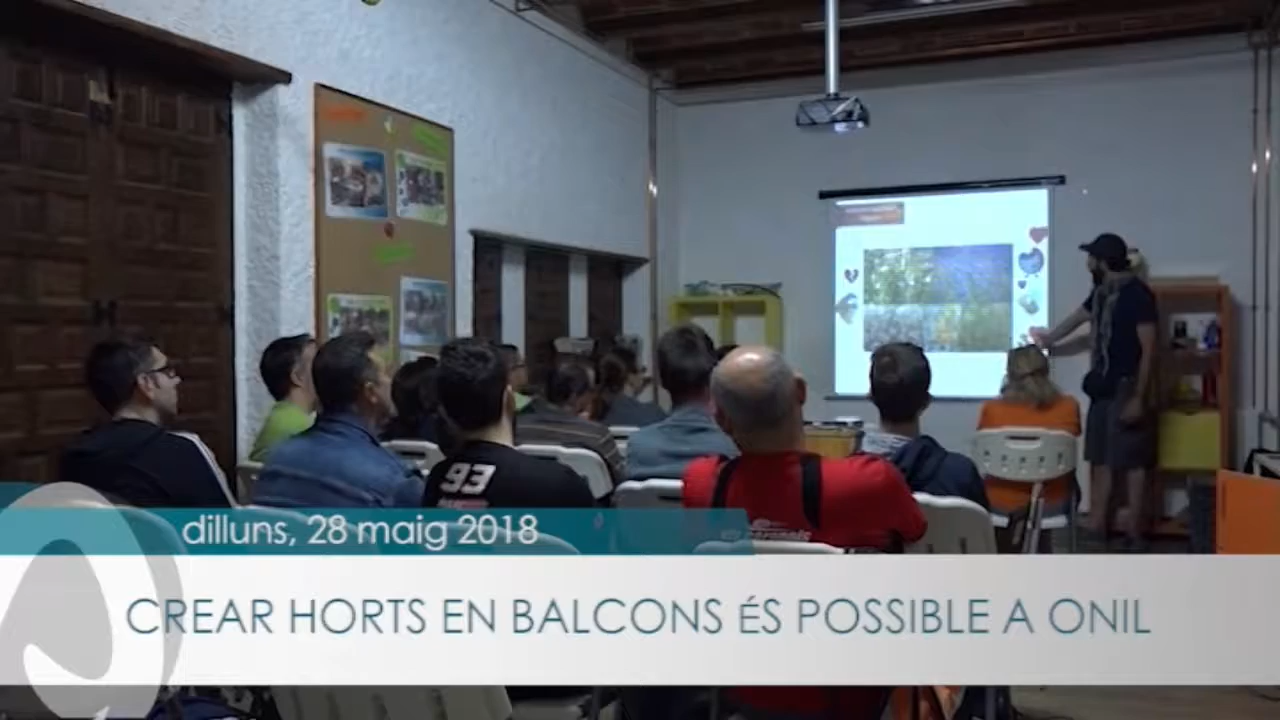 93
dilluns, 28 maig 2018
CREAR HORTS EN BALCONS ÉS POSSIBLE A ONIL